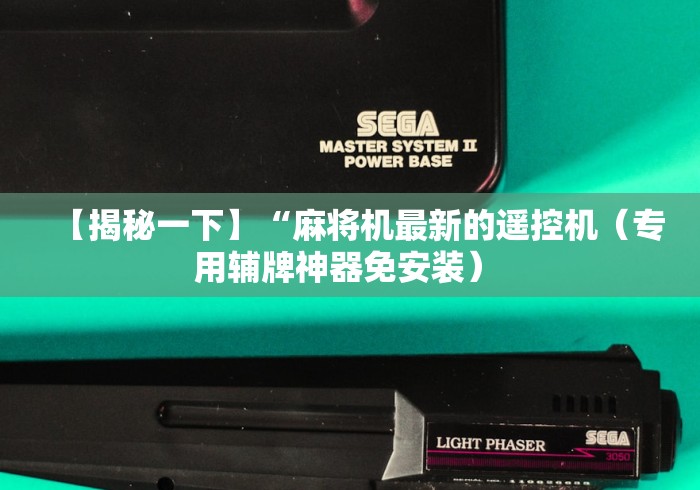 SEGA
MASTER SYSTEM II
POWER BASE
【揭秘一下】“麻将机最新的遥控机（专
用辅牌神器免安装）
LIGHT PHASER
SEGA
3050